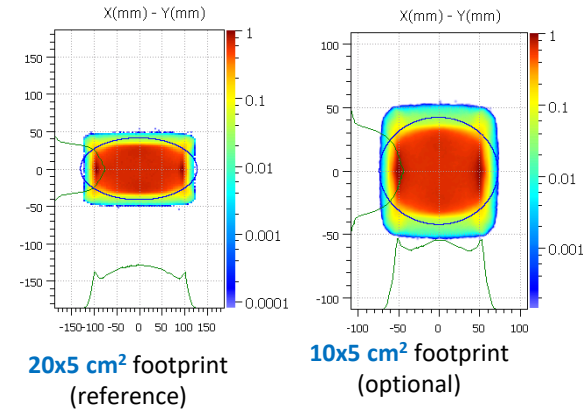 X(mm) - Y(mm)
X(mm) - Y(mm)
150
100
50
0
-50
-100
-150
-150-100 -50 0 50 100 150
1
0.1
0.01
0.001
0.0001
100
50
0
-50
-100
-100 -50 0 50 100
1
0.1
0.01
0.001
20x5 cm² footprint
(reference)
10x5 cm² footprint
(optional)